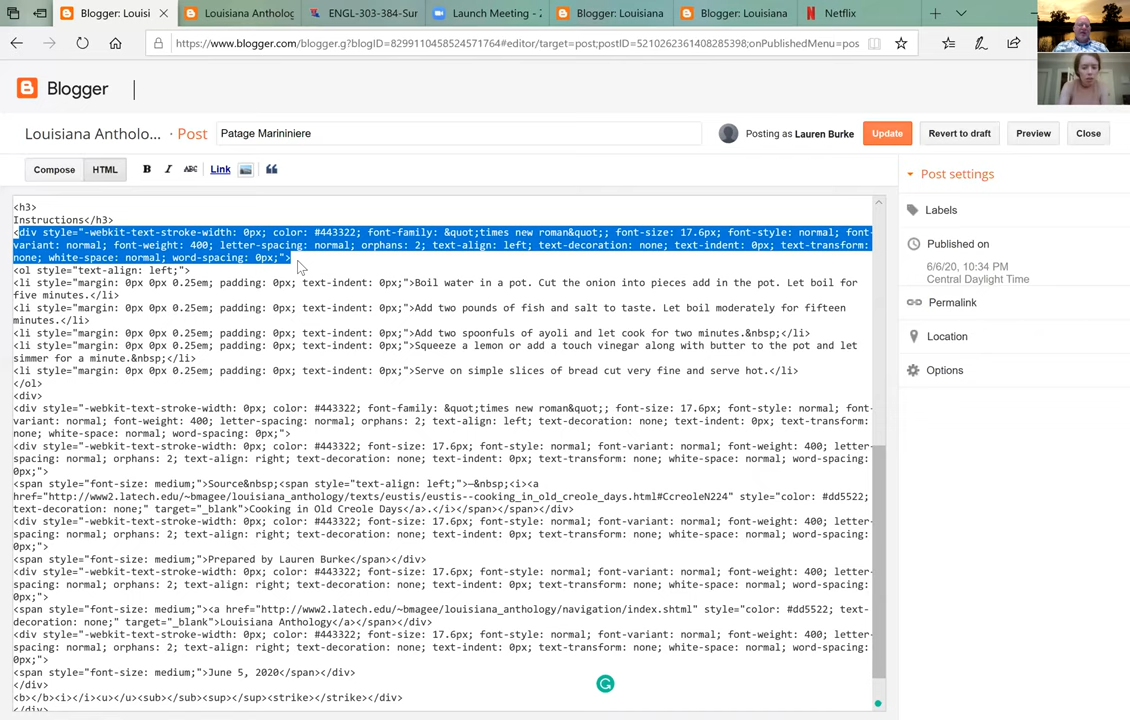 Blogger: Louisi
Louisiana Antholog
ENGL-303-384-Sur
Launch Meeting - Z
Blogger: Louisiana
Blogger: Louisiana
Netflix
https://www.blogger.com/blogger.g?blogID=8299110458524571764#editor/target=post;postID=5210262361408285398;onPublishedMenu=pos
Blogger
Louisiana Antholo... · Post
Patage Marininiere
Posting as Lauren Burke
Update
Revert to draft
Preview
Close
Compose
HTML
B
I
ABC
Link
<h3>
Instructions</h3>
<div style="-webkit-text-stroke-width: 0px; color: #443322; font-family: &quot;times new roman&quot;; font-size: 17.6px; font-style: normal; font-
variant: normal; font-weight: 400; letter-spacing: normal; orphans: 2; text-align: left; text-decoration: none; text-indent: 0px; text-transform:
none; white-space: normal; word-spacing: 0px;">
<ol style="text-align: left;">
<li style="margin: 0px 0px 0.25em; padding: 0px; text-indent: 0px;">Boil water in a pot. Cut the onion into pieces add in the pot. Let boil for
five minutes.</li>
<li style="margin: 0px 0px 0.25em; padding: 0px; text-indent: 0px;">Add two pounds of fish and salt to taste. Let boil moderately for fifteen
minutes.</li>
<li style="margin: 0px 0px 0.25em; padding: 0px; text-indent: 0px;">Add two spoonfuls of ayoli and let cook for two minutes.&nbsp;</li>
<li style="margin: 0px 0px 0.25em; padding: 0px; text-indent: 0px;">Squeeze a lemon or add a touch vinegar along with butter to the pot and let
simmer for a minute.&nbsp;</li>
<li style="margin: 0px 0px 0.25em; padding: 0px; text-indent: 0px;">Serve on simple slices of bread cut very fine and serve hot.</li>
</ol>
<div>
<div style="-webkit-text-stroke-width: 0px; color: #443322; font-family: &quot;times new roman&quot;; font-size: 17.6px; font-style: normal; font-
variant: normal; font-weight: 400; letter-spacing: normal; orphans: 2; text-align: left; text-decoration: none; text-indent: 0px; text-transform:
none; white-space: normal; word-spacing: 0px;">
<div style="-webkit-text-stroke-width: 0px; color: #443322; font-size: 17.6px; font-style: normal; font-variant: normal; font-weight: 400; letter-
spacing: normal; orphans: 2; text-align: right; text-decoration: none; text-indent: 0px; text-transform: none; white-space: normal; word-spacing:
0px;">
<span style="font-size: medium;">Source&nbsp;<span style="text-align: left;">—&nbsp;<i><a
href="http://www2.latech.edu/~bmagee/louisiana_anthology/texts/eustis/eustis--cooking_in_old_creole_days.html#CcreoleN224" style="color: #dd5522;
text-decoration: none;" target="_blank">Cooking in Old Creole Days</a>.</i></span></span></div>
<div style="-webkit-text-stroke-width: 0px; color: #443322; font-size: 17.6px; font-style: normal; font-variant: normal; font-weight: 400; letter-
spacing: normal; orphans: 2; text-align: right; text-decoration: none; text-indent: 0px; text-transform: none; white-space: normal; word-spacing:
0px;">
<span style="font-size: medium;">Prepared by Lauren Burke</span></div>
<div style="-webkit-text-stroke-width: 0px; color: #443322; font-size: 17.6px; font-style: normal; font-variant: normal; font-weight: 400; letter-
spacing: normal; orphans: 2; text-align: right; text-decoration: none; text-indent: 0px; text-transform: none; white-space: normal; word-spacing:
0px;">
<span style="font-size: medium;"><a href="http://www2.latech.edu/~bmagee/louisiana_anthology/navigation/index.shtml" style="color: #dd5522; text-
decoration: none;" target="_blank">Louisiana Anthology</a></span></div>
<div style="-webkit-text-stroke-width: 0px; color: #443322; font-size: 17.6px; font-style: normal; font-variant: normal; font-weight: 400; letter-
spacing: normal; orphans: 2; text-align: right; text-decoration: none; text-indent: 0px; text-transform: none; white-space: normal; word-spacing:
0px;">
<span style="font-size: medium;">June 5, 2020</span></div>
</div>
<b></b><i></i><u></u><sub></sub><sup></sup><strike></strike></div>
</div>
Post settings
Labels
Published on
6/6/20, 10:34 PM
Central Daylight Time
Permalink
Location
Options